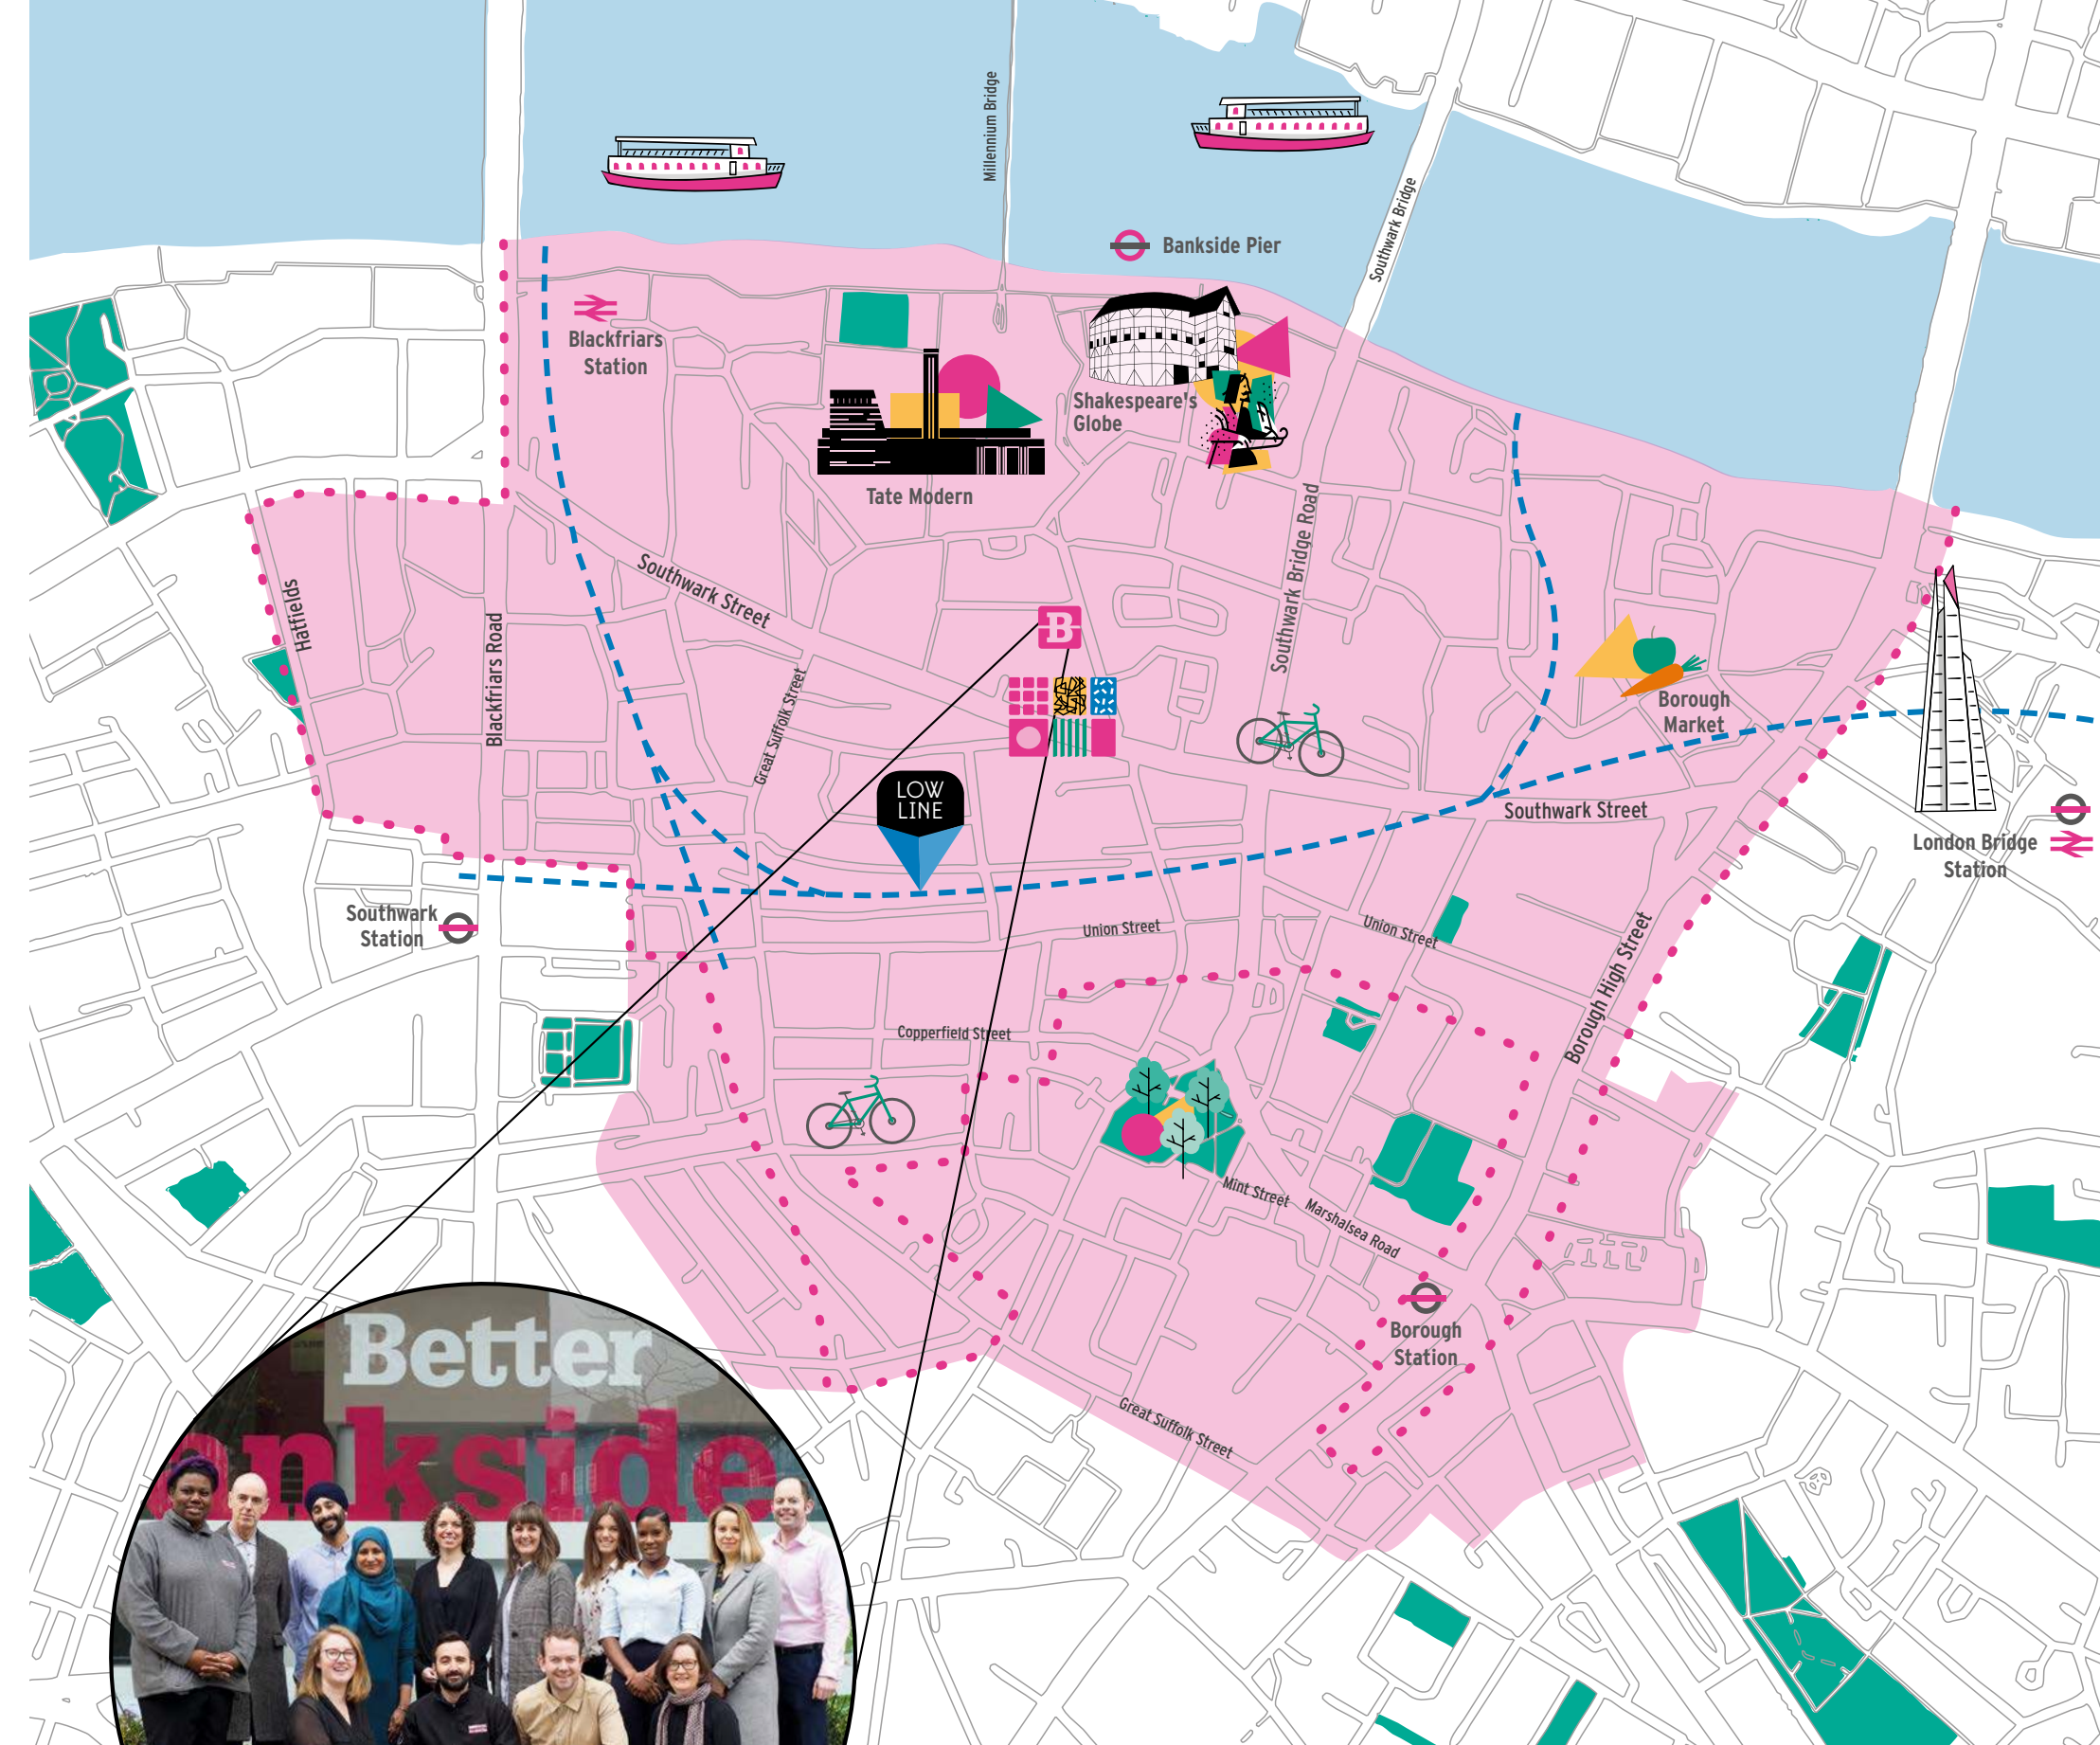 Millennium Bridge
Southwark Bridge
Bankside Pier
Blackfriars
Station
Shakespeare's
Globe
Tate Modern
Southwark Street
Southwark Bridge Road
Hatfields
Blackfriars Road
Great Suffolk Street
B
Borough
Market
LOW
LINE
Southwark Street
London Bridge
Station
Southwark
Station
Union Street
Union Street
Borough High Street
Copperfield Street
Mint Street
Marshalsea Road
Borough
Station
Great Suffolk Street
Better
ankside